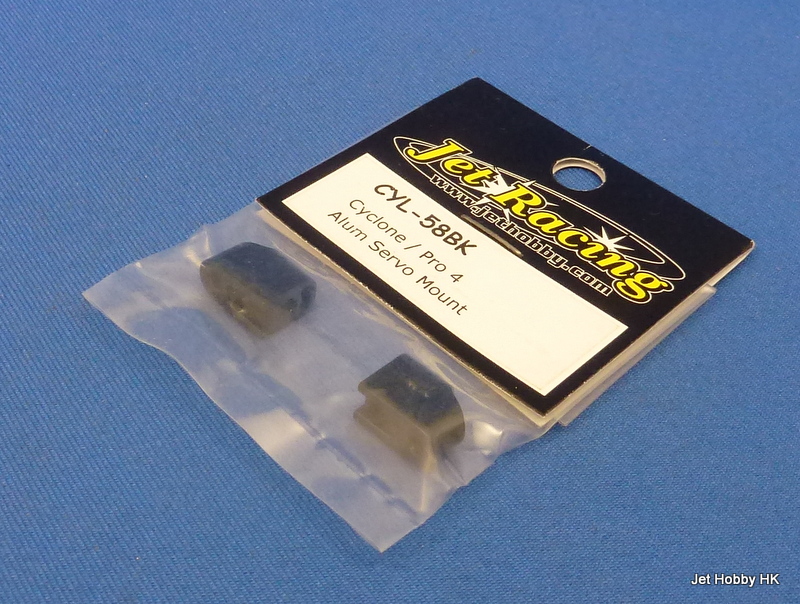 Jet Racing
www.jethobby.com
CYL-58BK
Cyclone / Pro 4
Alum Servo Mount
Jet Hobby HK